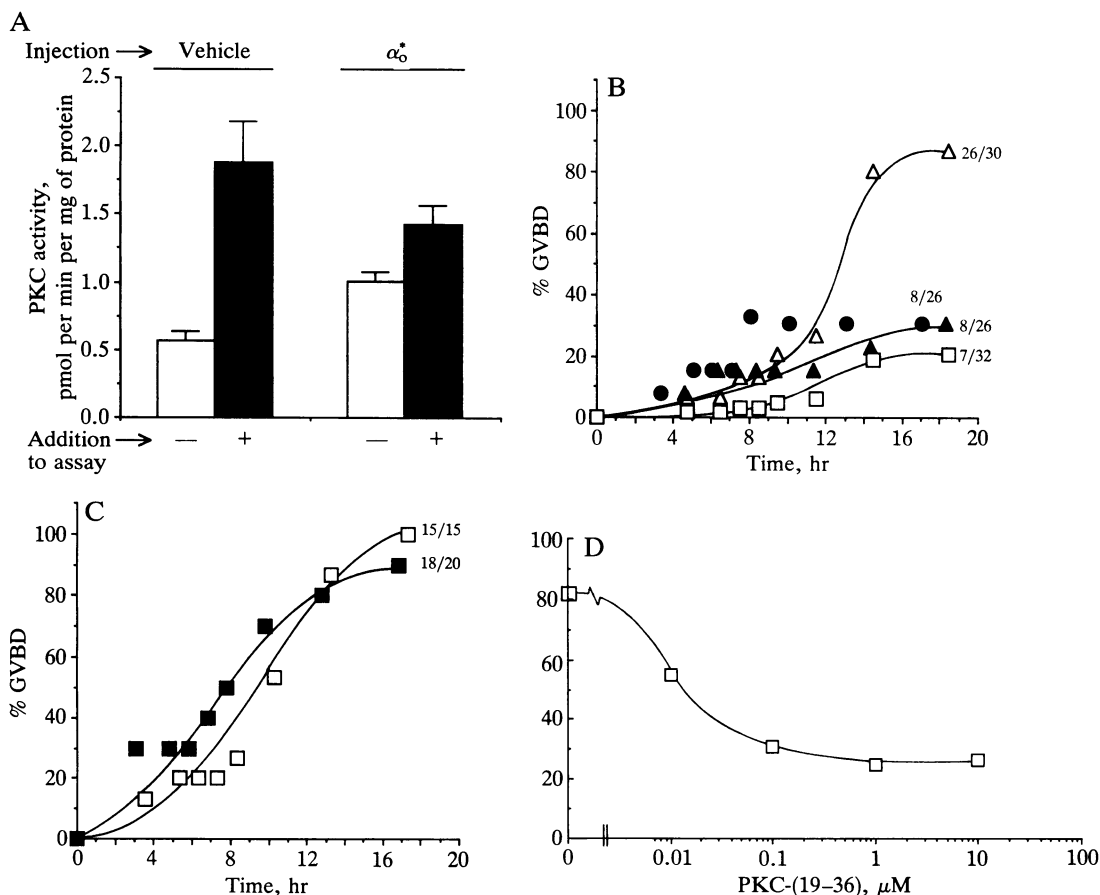 A
Injection → Vehicle α*o
PKC activity,
pmol per min per mg of protein
2.5
2.0
1.5
1.0
0.5
0.0
Addition → — + — +
to assay
B
% GVBD
100
80
60
40
20
0
26/30
8/26
8/26
7/32
0 4 8 12 16 20
Time, hr
C
% GVBD
100
80
60
40
20
0
15/15
18/20
0 4 8 12 16 20
Time, hr
D
100
80
60
40
20
0
0 0.01 0.1 1 10 100
PKC-(19–36), μM